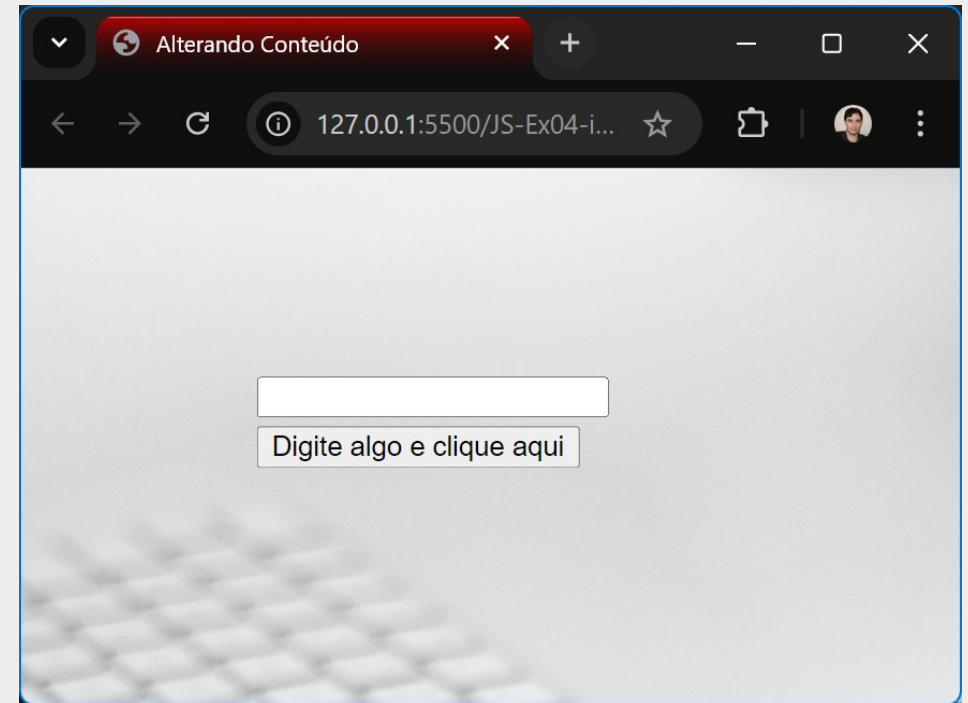 Alterando Conteúdo
127.0.0.1:5500/JS-Ex04-i...
Digite algo e clique aqui